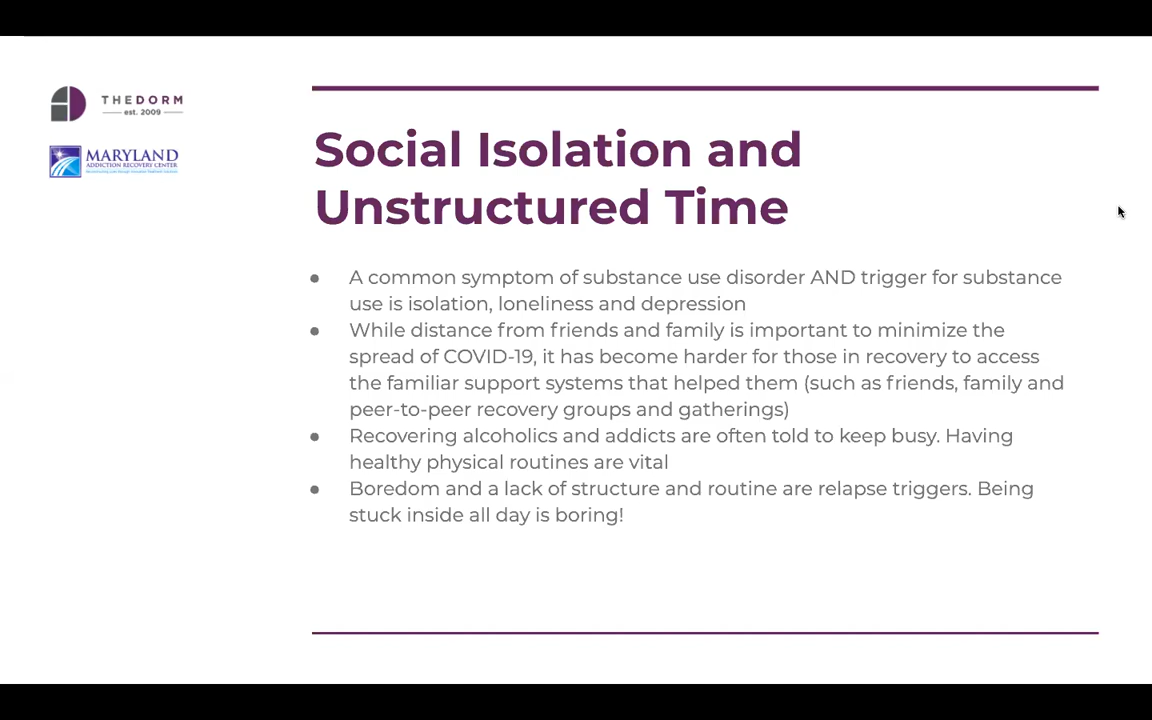 THEDORM
est. 2009
MARYLAND
ADDICTION RECOVERY CENTER
Social Isolation and
Unstructured Time
● A common symptom of substance use disorder AND trigger for substance
use is isolation, loneliness and depression
● While distance from friends and family is important to minimize the
spread of COVID-19, it has become harder for those in recovery to access
the familiar support systems that helped them (such as friends, family and
peer-to-peer recovery groups and gatherings)
● Recovering alcoholics and addicts are often told to keep busy. Having
healthy physical routines are vital
● Boredom and a lack of structure and routine are relapse triggers. Being
stuck inside all day is boring!